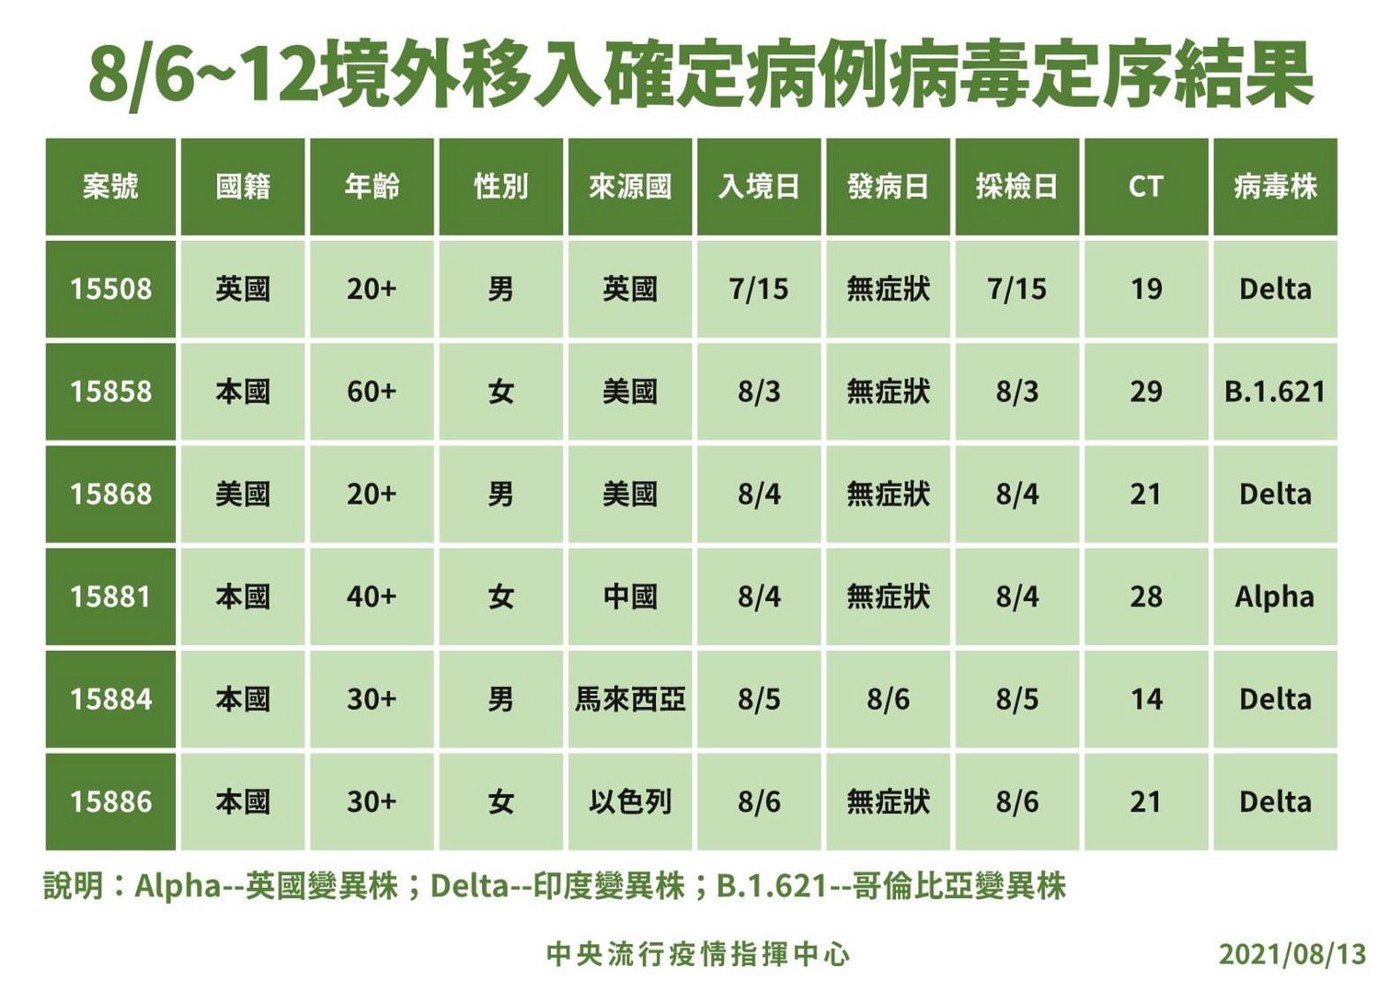 8/6~12境外移入確定病例病毒定序結果
案號 國籍 年齡 性別 來源國 入境日 發病日 採檢日 CT 病毒株
15508 英國 20+ 男 英國 7/15 無症狀 7/15 19 Delta
15858 本國 60+ 女 美國 8/3 無症狀 8/3 29 B.1.621
15868 美國 20+ 男 美國 8/4 無症狀 8/4 21 Delta
15881 本國 40+ 女 中國 8/4 無症狀 8/4 28 Alpha
15884 本國 30+ 男 馬來西亞 8/5 8/6 8/5 14 Delta
15886 本國 30+ 女 以色列 8/6 無症狀 8/6 21 Delta
說明：Alpha--英國變異株；Delta--印度變異株；B.1.621--哥倫比亞變異株
中央流行疫情指揮中心 2021/08/13